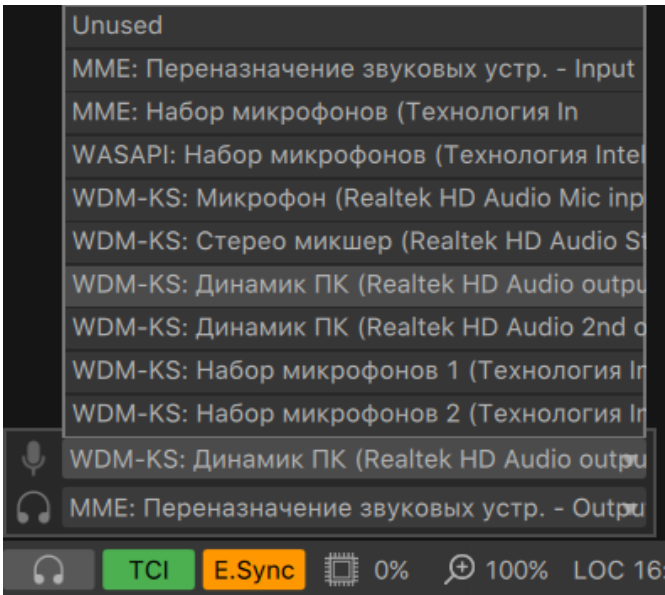 Unused
MME: Переназначение звуковых устр. - Input
MME: Набор микрофонов (Технология In
WASAPI: Набор микрофонов (Технология Intel
WDM-KS: Микрофон (Realtek HD Audio Mic inp
WDM-KS: Стерео микшер (Realtek HD Audio St
WDM-KS: Динамик ПК (Realtek HD Audio outpu
WDM-KS: Динамик ПК (Realtek HD Audio 2nd o
WDM-KS: Набор микрофонов 1 (Технология In
WDM-KS: Набор микрофонов 2 (Технология In
WDM-KS: Динамик ПК (Realtek HD Audio outpu
MME: Переназначение звуковых устр. - Outpu
TCI E.Sync 0% 100% LOC 16: